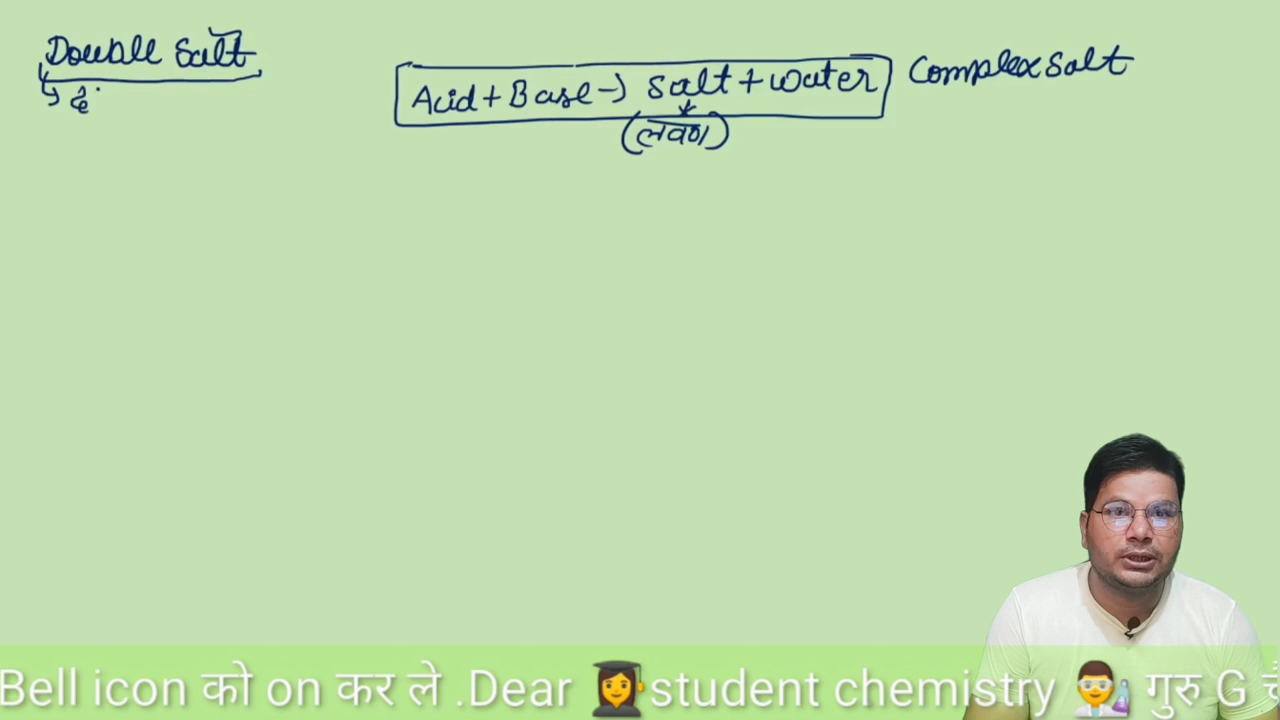 Double Salt
Acid + Base → Salt + water
(लवण)
Complex Salt
Bell icon को on कर ले .Dear 👩‍🎓student chemistry 👨‍🔬 गुरु G